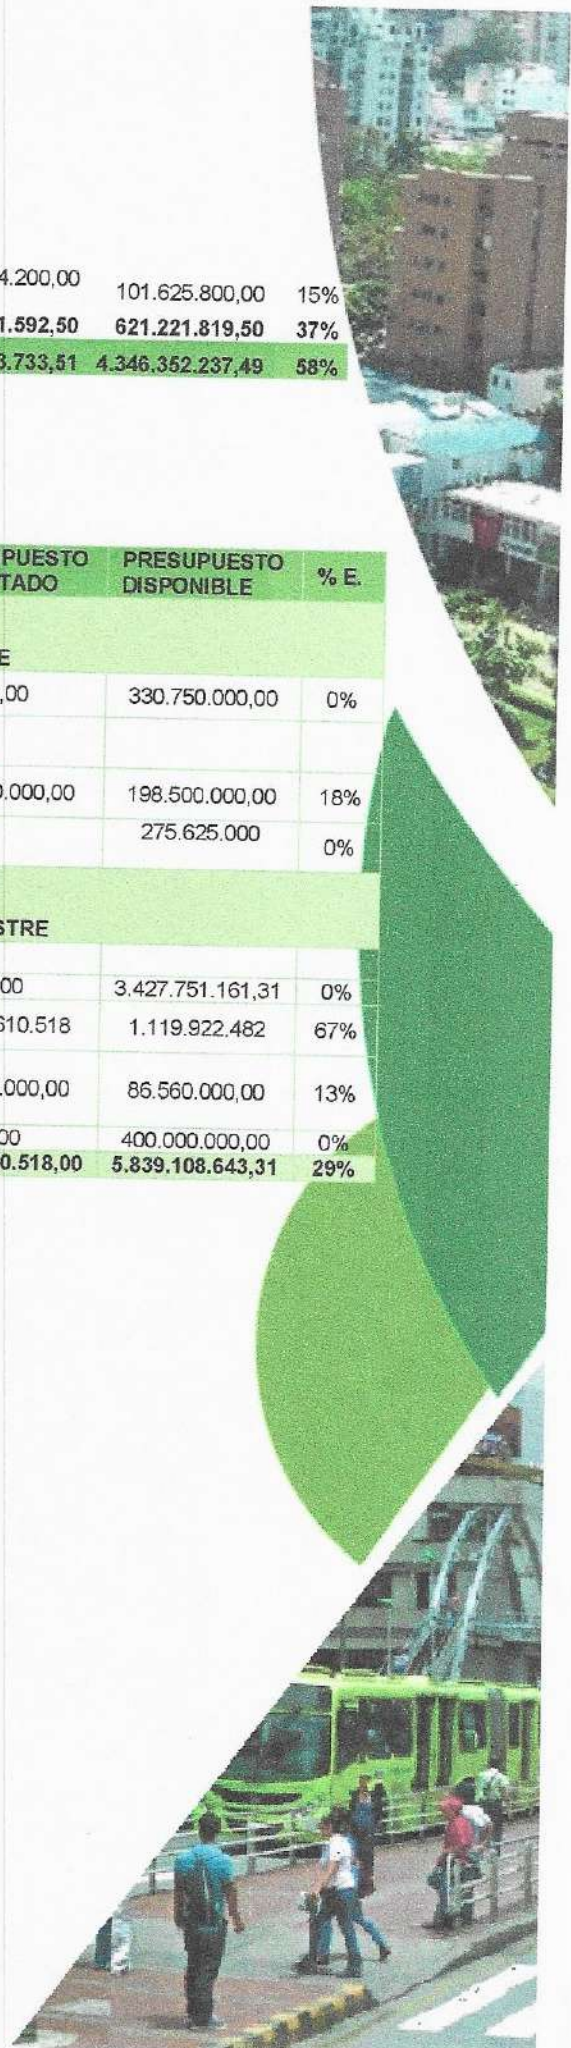 4.200,00 101.625.800,00 15%
1.592,50 621.221.819,50 37%
3.733,51 4.346.352.237,49 58%
PUESTO PRESUPUESTO % E.
TADO DISPONIBLE
E
,00 330.750.000,00 0%
0.000,00 198.500.000,00 18%
275.625.000 0%
STRE
00 3.427.751.161,31 0%
610.518 1.119.922.482 67%
.000,00 86.560.000,00 13%
00 400.000.000,00 0%
0.518,00 5.839.108.643,31 29%